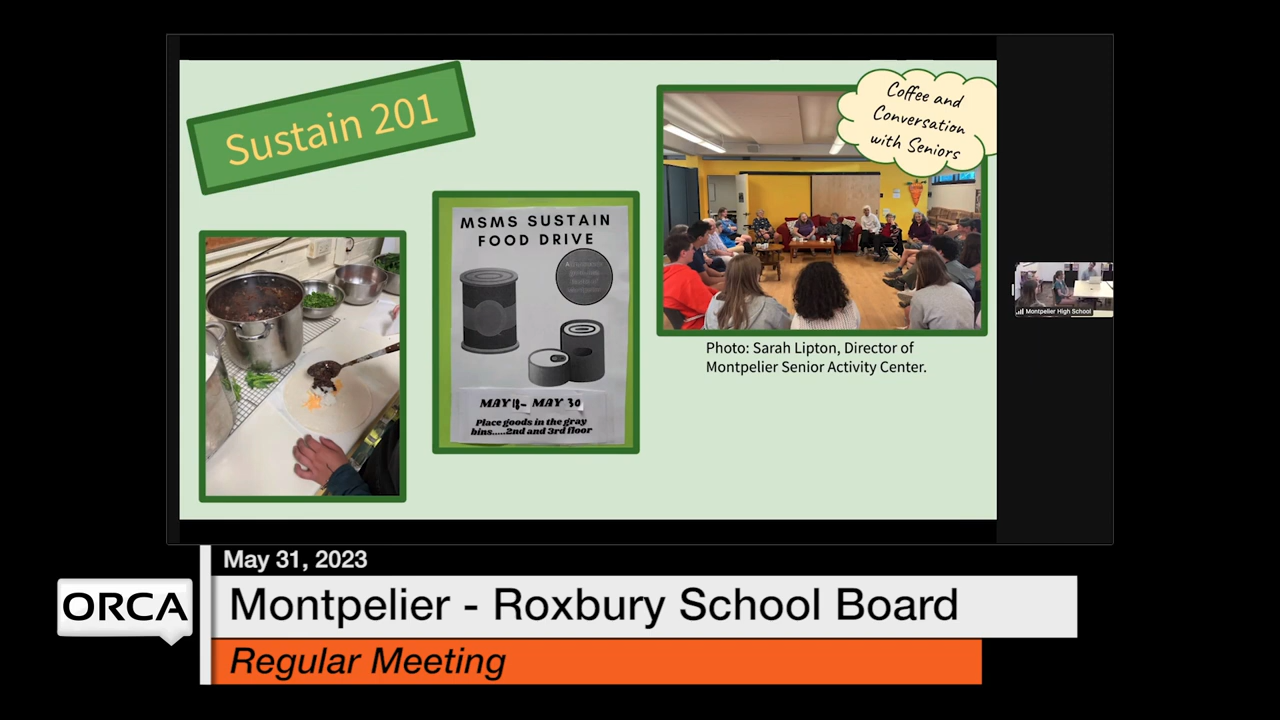 Sustain 201
MSMS SUSTAIN
FOOD DRIVE
MAY 18- MAY 30
Place goods in the gray
bins.....2nd and 3rd floor
Coffee and
Conversation
with Seniors
Photo: Sarah Lipton, Director of
Montpelier Senior Activity Center.
Montpelier High School
May 31, 2023
ORCA
Montpelier - Roxbury School Board
Regular Meeting